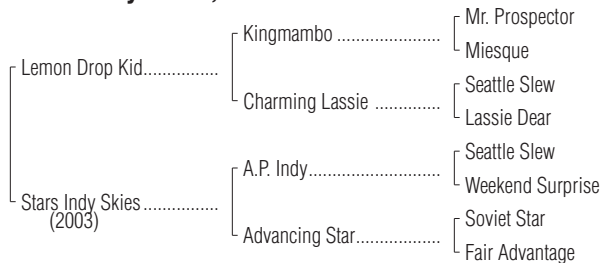 Kingmambo ....................
Mr. Prospector
Miesque
Lemon Drop Kid................
Charming Lassie ..............
Seattle Slew
Lassie Dear
A.P. Indy............................
Seattle Slew
Weekend Surprise
Stars Indy Skies................
(2003)
Advancing Star..................
Soviet Star
Fair Advantage